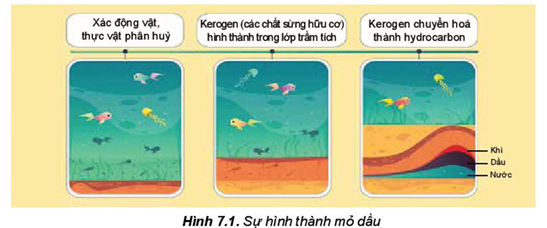 Xác động vật,
thực vật phân huỷ
Kerogen (các chất sừng hữu cơ)
hình thành trong lớp trầm tích
Kerogen chuyển hoá
thành hydrocarbon
Khí
Dầu
Nước
Hình 7.1. Sự hình thành mỏ dầu